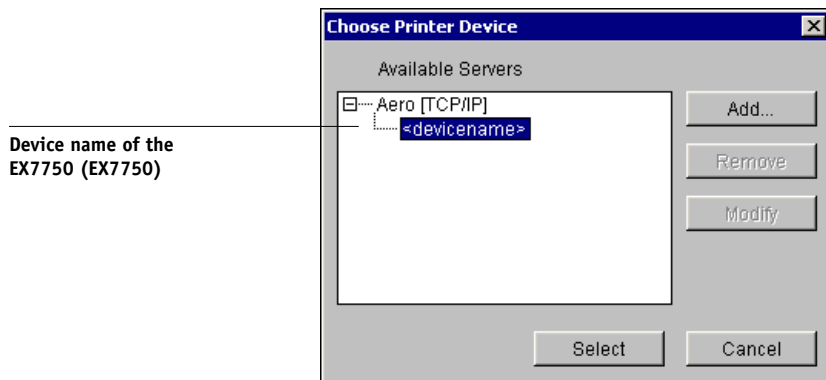 Choose Printer Device
Available Servers
Aero [TCP/IP]
<devicename>
Add...
Remove
Modify
Select
Cancel
Device name of the
EX7750 (EX7750)